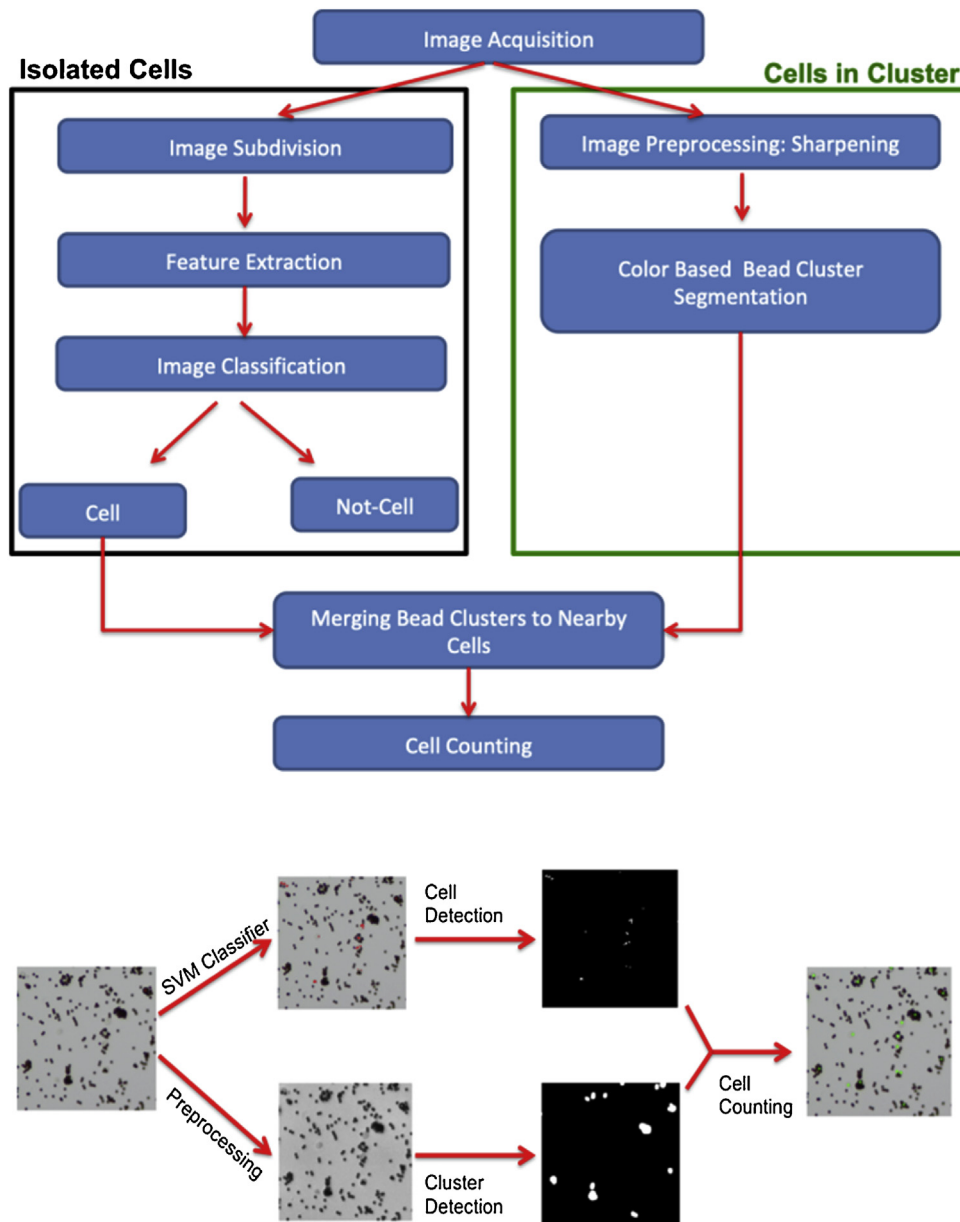 Image Acquisition
Isolated Cells
Cells in Cluster
Image Subdivision
Image Preprocessing: Sharpening
Feature Extraction
Color Based Bead Cluster
Segmentation
Image Classification
Cell
Not-Cell
Merging Bead Clusters to Nearby
Cells
Cell Counting
SVM Classifier
Cell
Detection
Preprocessing
Cluster
Detection
Cell
Counting